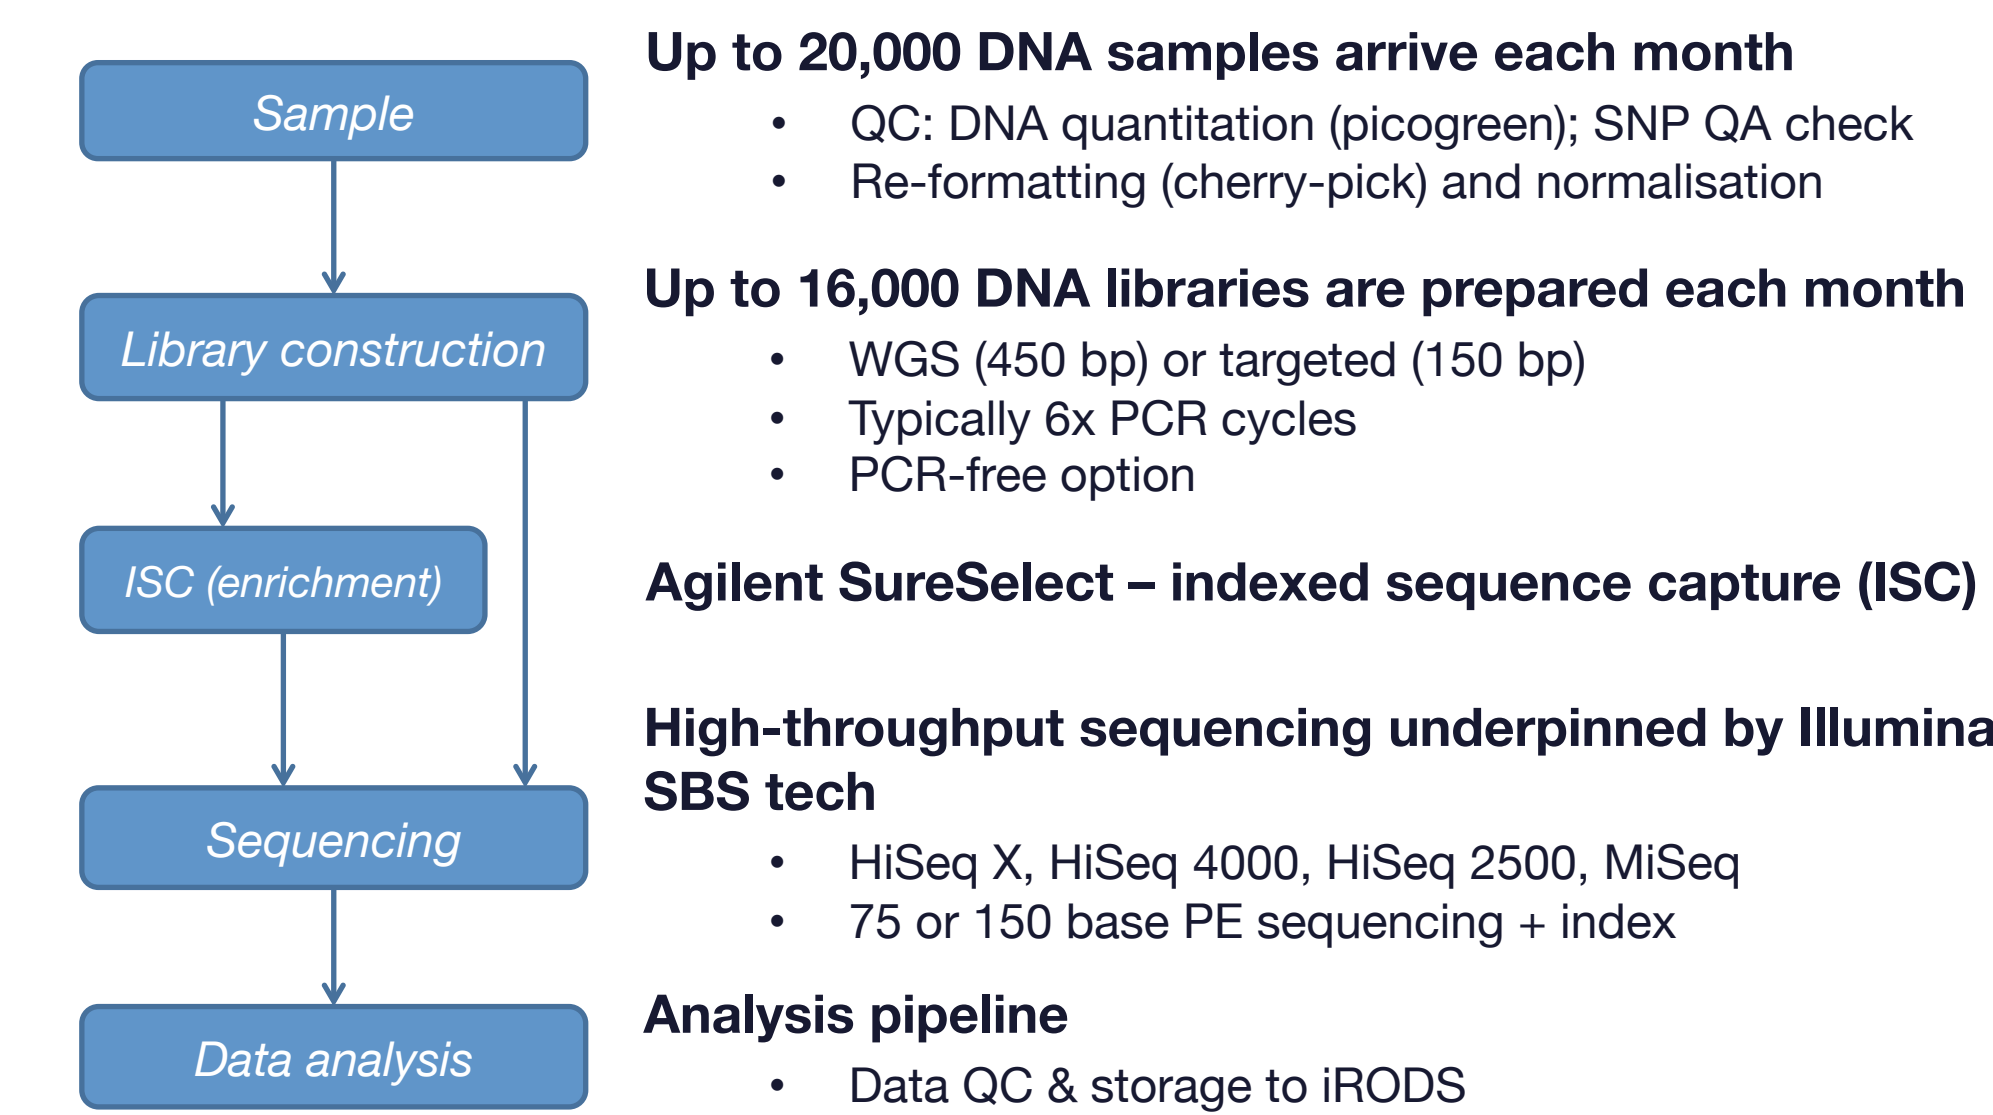 Sample
Up to 20,000 DNA samples arrive each month
• QC: DNA quantitation (picogreen); SNP QA check
• Re-formatting (cherry-pick) and normalisation
Library construction
Up to 16,000 DNA libraries are prepared each month
• WGS (450 bp) or targeted (150 bp)
• Typically 6x PCR cycles
• PCR-free option
ISC (enrichment)
Agilent SureSelect – indexed sequence capture (ISC)
Sequencing
High-throughput sequencing underpinned by Illumina
SBS tech
• HiSeq X, HiSeq 4000, HiSeq 2500, MiSeq
• 75 or 150 base PE sequencing + index
Data analysis
Analysis pipeline
• Data QC & storage to iRODS